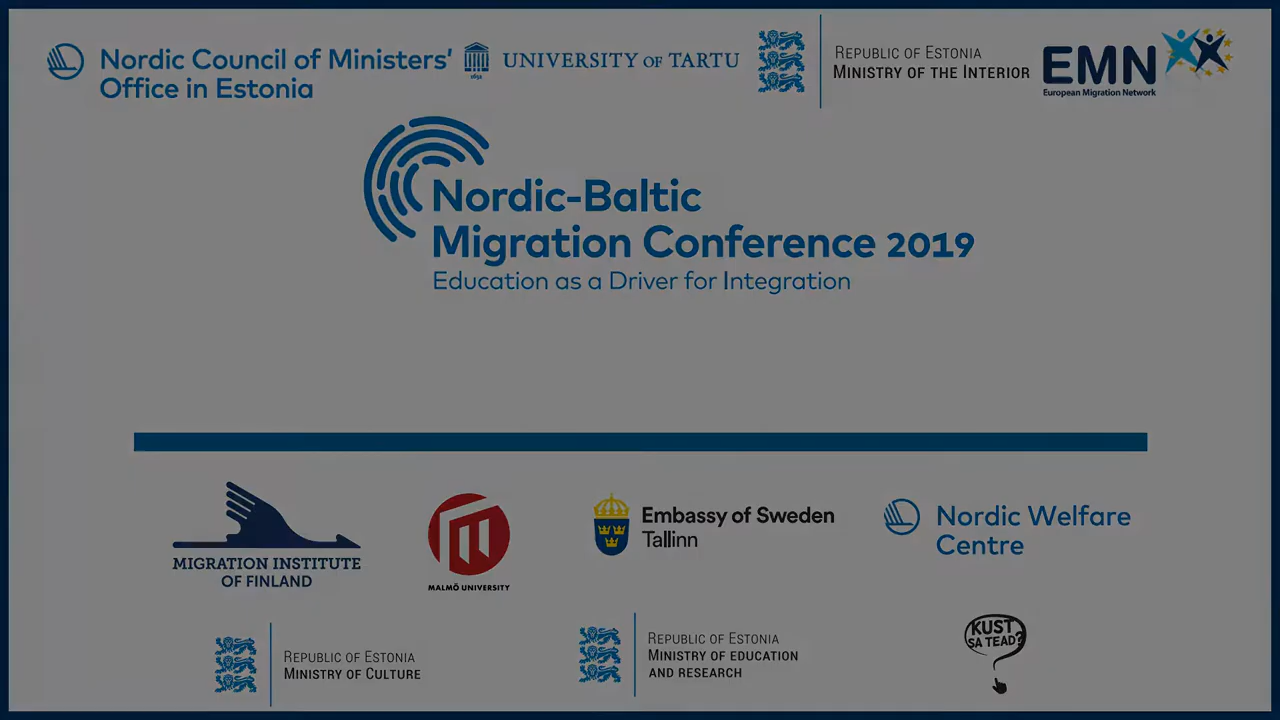 Nordic Council of Ministers'
Office in Estonia
1632
UNIVERSITY OF TARTU
REPUBLIC OF ESTONIA
MINISTRY OF THE INTERIOR
EMN
European Migration Network
Nordic-Baltic
Migration Conference 2019
Education as a Driver for Integration
MIGRATION INSTITUTE
OF FINLAND
MALMÖ UNIVERSITY
Embassy of Sweden
Tallinn
Nordic Welfare
Centre
REPUBLIC OF ESTONIA
MINISTRY OF CULTURE
REPUBLIC OF ESTONIA
MINISTRY OF EDUCATION
AND RESEARCH
KUST
SA TEAD?